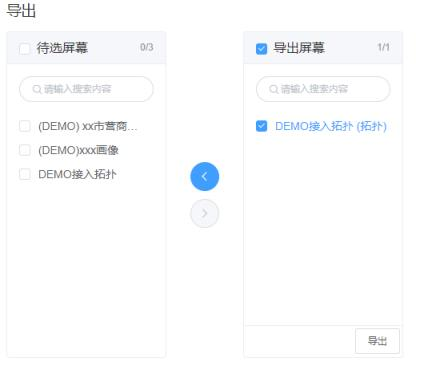 导出
待选屏幕 0/3
请输入搜索内容
(DEMO) xx市营商...
(DEMO)xxx画像
DEMO接入拓扑
导出屏幕 1/1
请输入搜索内容
DEMO接入拓扑 (拓扑)
导出